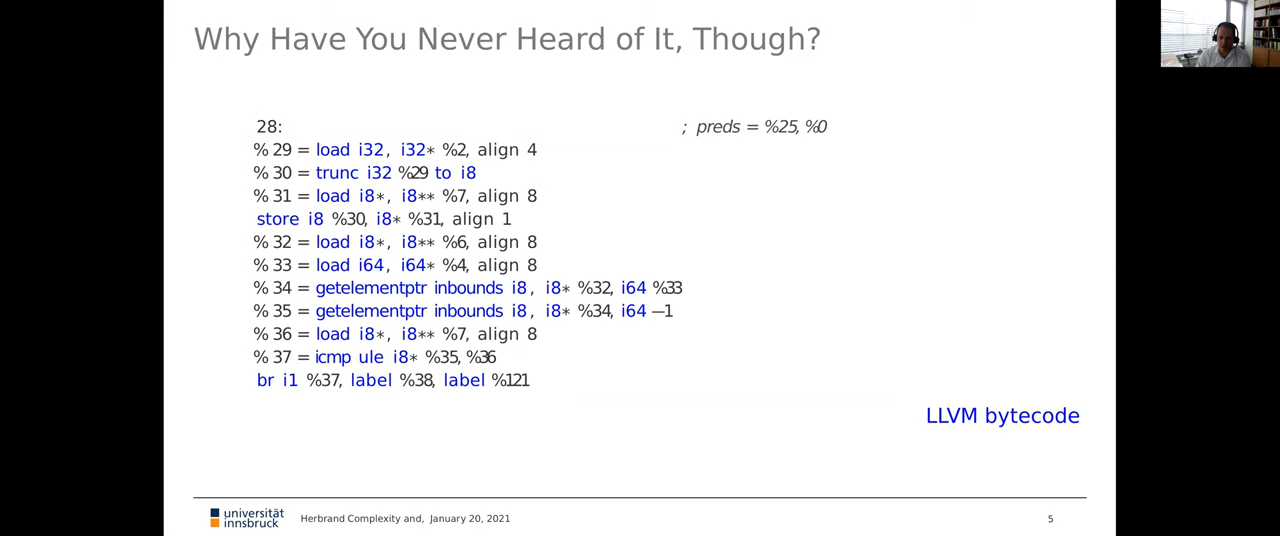 Why Have You Never Heard of It, Though?
28: ; preds = %25, %0
%29 = load i32, i32* %2, align 4
%30 = trunc i32 %29 to i8
%31 = load i8*, i8** %7, align 8
store i8 %30, i8* %31, align 1
%32 = load i8*, i8** %6, align 8
%33 = load i64, i64* %4, align 8
%34 = getelementptr inbounds i8, i8* %32, i64 %33
%35 = getelementptr inbounds i8, i8* %34, i64 −1
%36 = load i8*, i8** %7, align 8
%37 = icmp ule i8* %35, %36
br i1 %37, label %38, label %121
LLVM bytecode
universität
innsbruck
Herbrand Complexity and, January 20, 2021
5